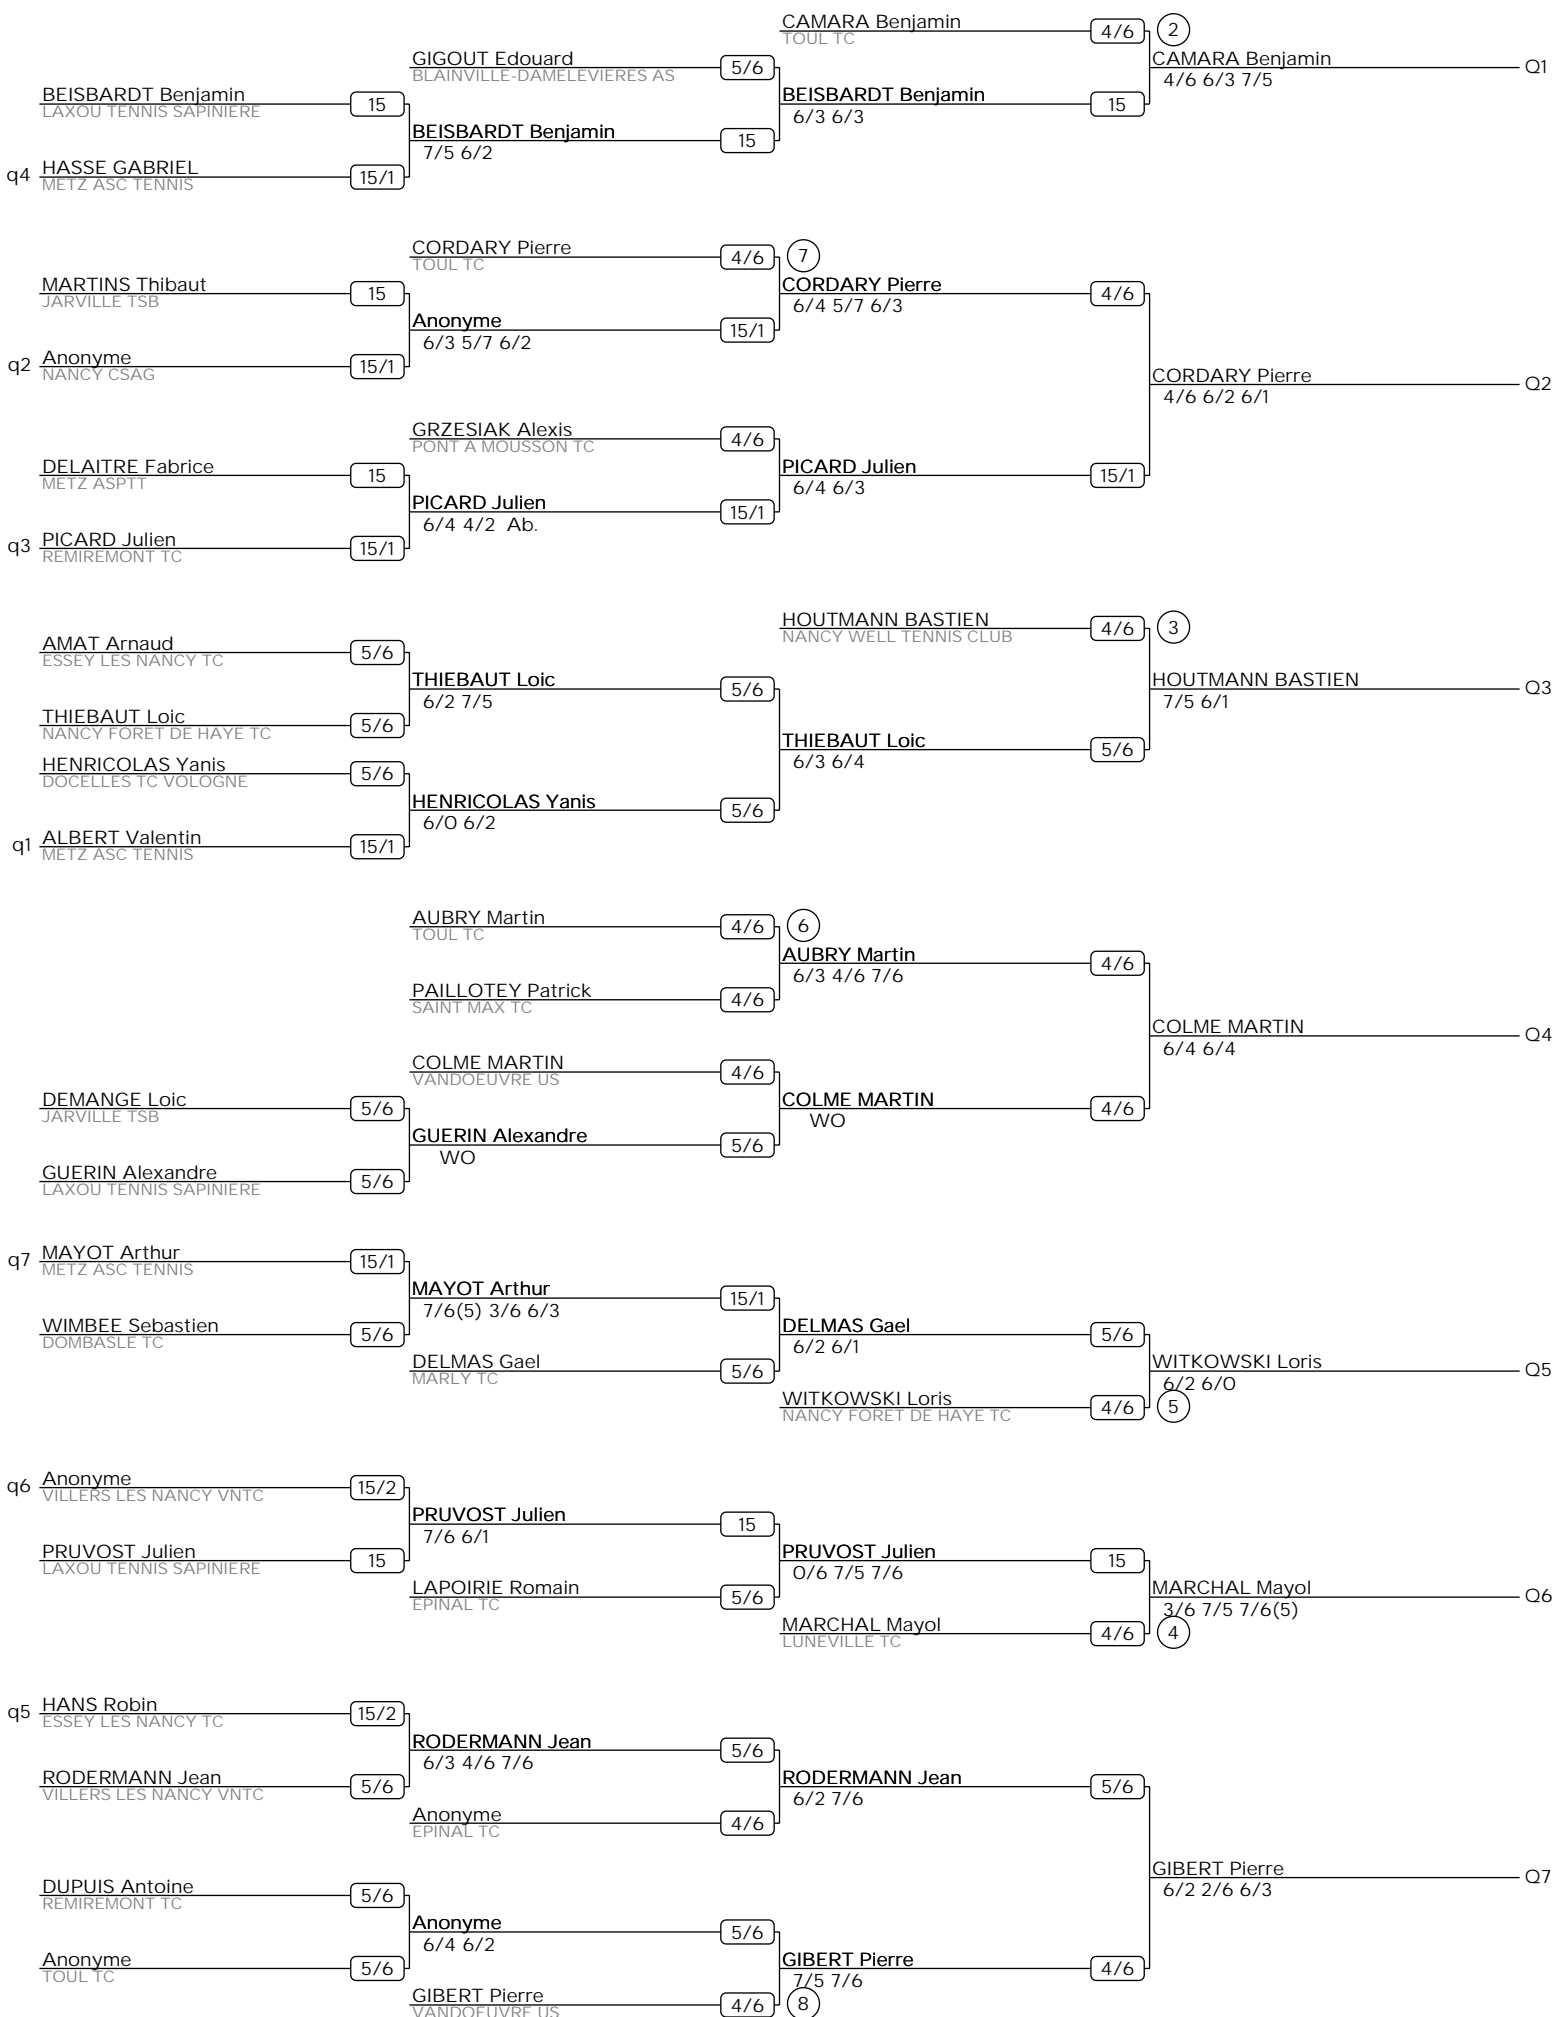 CAMARA Benjamin
TOUL TC
4/6
2
GIGOUT Edouard
BLAINVILLE-DAMELEVIERES AS
5/6
CAMARA Benjamin
4/6 6/3 7/5
Q1
BEISBARDT Benjamin
LAXOU TENNIS SAPINIERE
15
BEISBARDT Benjamin
6/3 6/3
15
BEISBARDT Benjamin
7/5 6/2
15
q4
HASSE GABRIEL
METZ ASC TENNIS
15/1
CORDARY Pierre
TOUL TC
4/6
7
MARTINS Thibaut
JARVILLE TSB
15
CORDARY Pierre
6/4 5/7 6/3
4/6
Anonyme
6/3 5/7 6/2
15/1
q2
Anonyme
NANCY CSAG
15/1
CORDARY Pierre
4/6 6/2 6/1
Q2
GRZESIAK Alexis
PONT A MOUSSON TC
4/6
DELAITRE Fabrice
METZ ASPTT
15
PICARD Julien
6/4 6/3
15/1
PICARD Julien
6/4 4/2 Ab.
15/1
q3
PICARD Julien
REMIREMONT TC
15/1
HOUTMANN BASTIEN
NANCY WELL TENNIS CLUB
4/6
3
AMAT Arnaud
ESSEY LES NANCY TC
5/6
THIEBAUT Loic
6/2 7/5
5/6
HOUTMANN BASTIEN
7/5 6/1
Q3
THIEBAUT Loic
NANCY FORET DE HAYE TC
5/6
THIEBAUT Loic
6/3 6/4
5/6
HENRICOLAS Yanis
DOCELLES TC VOLOGNE
5/6
HENRICOLAS Yanis
6/0 6/2
5/6
q1
ALBERT Valentin
METZ ASC TENNIS
15/1
AUBRY Martin
TOUL TC
4/6
6
AUBRY Martin
6/3 4/6 7/6
4/6
PAILLOTEY Patrick
SAINT MAX TC
4/6
COLME MARTIN
6/4 6/4
Q4
COLME MARTIN
VANDOEUVRE US
4/6
DEMANGE Loic
JARVILLE TSB
5/6
COLME MARTIN
WO
4/6
GUERIN Alexandre
WO
5/6
GUERIN Alexandre
LAXOU TENNIS SAPINIERE
5/6
q7
MAYOT Arthur
METZ ASC TENNIS
15/1
MAYOT Arthur
7/6(5) 3/6 6/3
15/1
WIMBEE Sebastien
DOMBASLE TC
5/6
DELMAS Gael
6/2 6/1
5/6
DELMAS Gael
MARLY TC
5/6
WITKOWSKI Loris
6/2 6/0
Q5
WITKOWSKI Loris
NANCY FORET DE HAYE TC
4/6
5
q6
Anonyme
VILLERS LES NANCY VNTC
15/2
PRUVOST Julien
7/6 6/1
15
PRUVOST Julien
LAXOU TENNIS SAPINIERE
15
PRUVOST Julien
0/6 7/5 7/6
15
LAPOIRIE Romain
EPINAL TC
5/6
MARCHAL Mayol
3/6 7/5 7/6(5)
Q6
MARCHAL Mayol
LUNEVILLE TC
4/6
4
q5
HANS Robin
ESSEY LES NANCY TC
15/2
RODERMANN Jean
6/3 4/6 7/6
5/6
RODERMANN Jean
VILLERS LES NANCY VNTC
5/6
RODERMANN Jean
6/2 7/6
5/6
Anonyme
EPINAL TC
4/6
GIBERT Pierre
6/2 2/6 6/3
Q7
DUPUIS Antoine
REMIREMONT TC
5/6
Anonyme
6/4 6/2
5/6
Anonyme
TOUL TC
5/6
GIBERT Pierre
7/5 7/6
4/6
GIBERT Pierre
VANDOEUVRE US
4/6
8